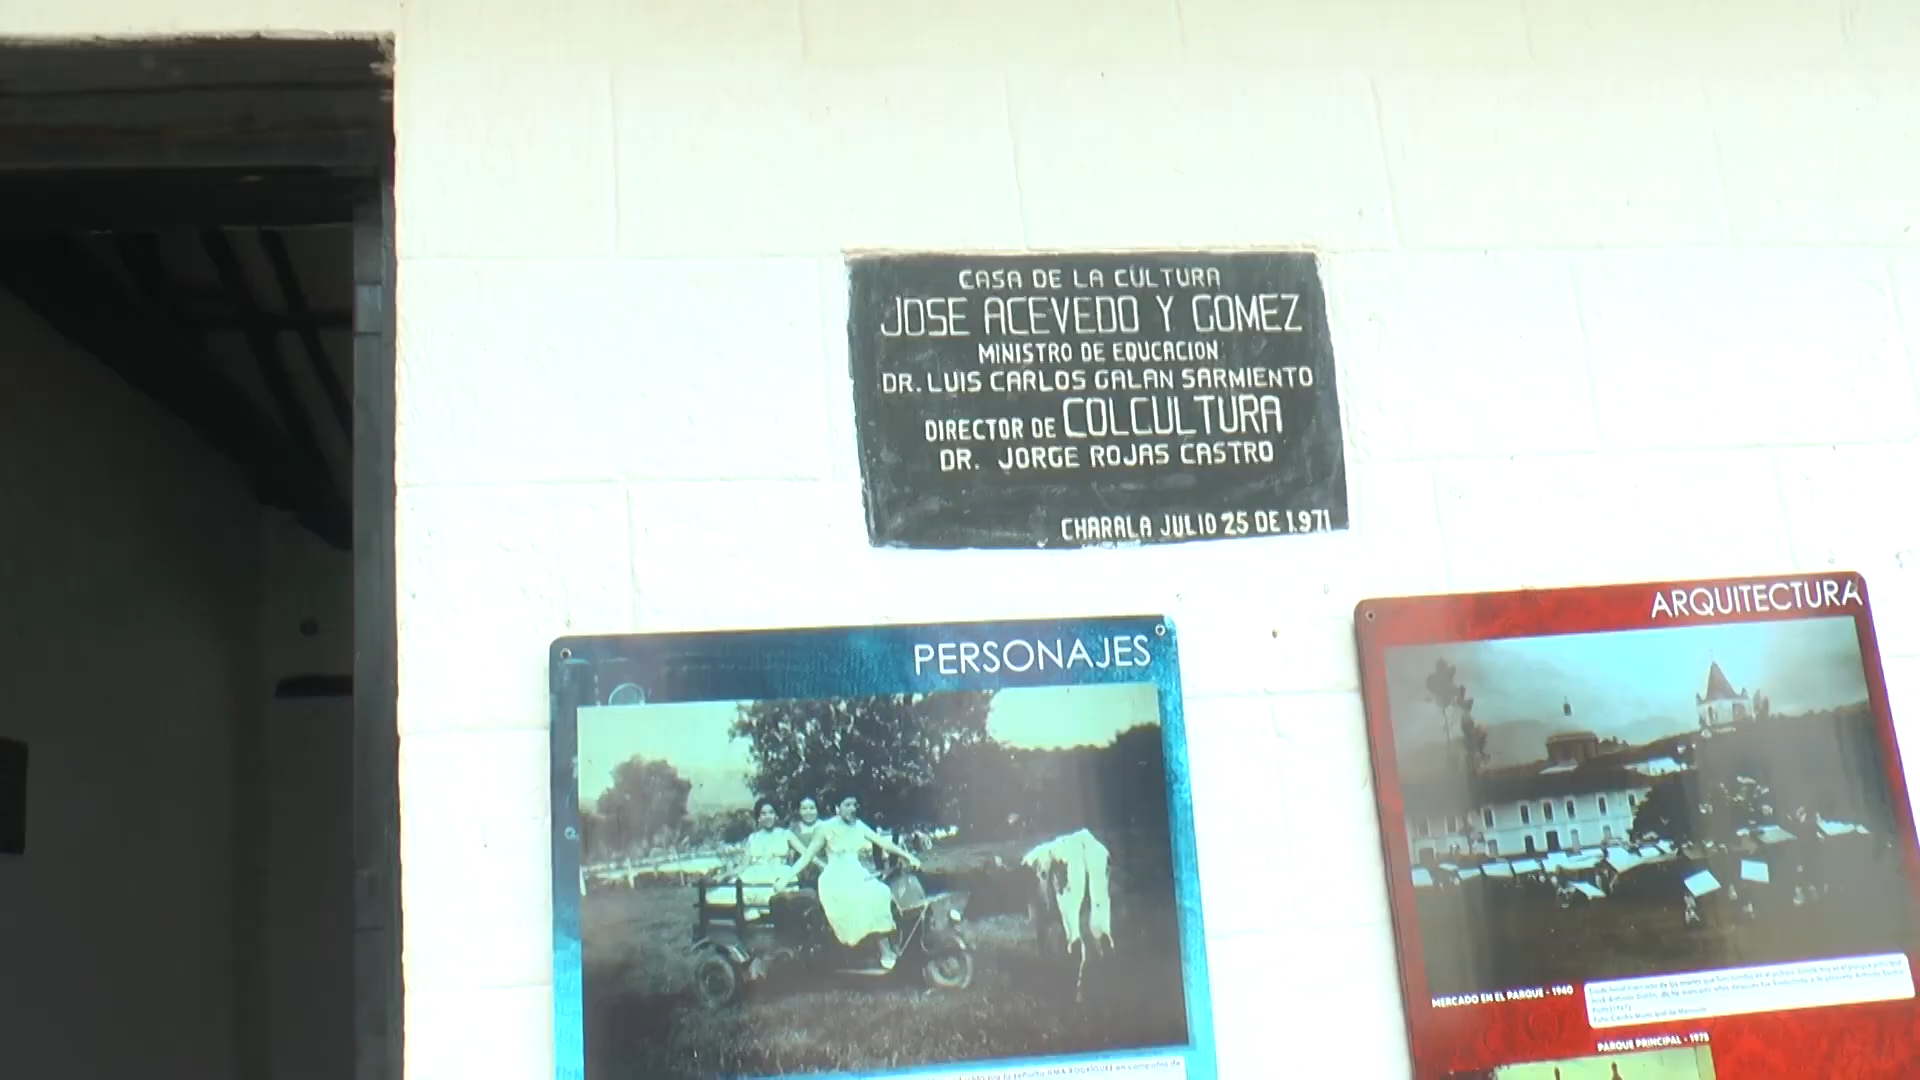 CASA DE LA CULTURA
JOSE ACEVEDO Y GOMEZ
MINISTRO DE EDUCACION
DR. LUIS CARLOS GALAN SARMIENTO
DIRECTOR DE COLCULTURA
DR. JORGE ROJAS CASTRO
CHARALA JULIO 25 DE 1.971
PERSONAJES
ARQUITECTURA
MERCADO EN EL PARQUE - 1940
PARQUE PRINCIPAL - 1975